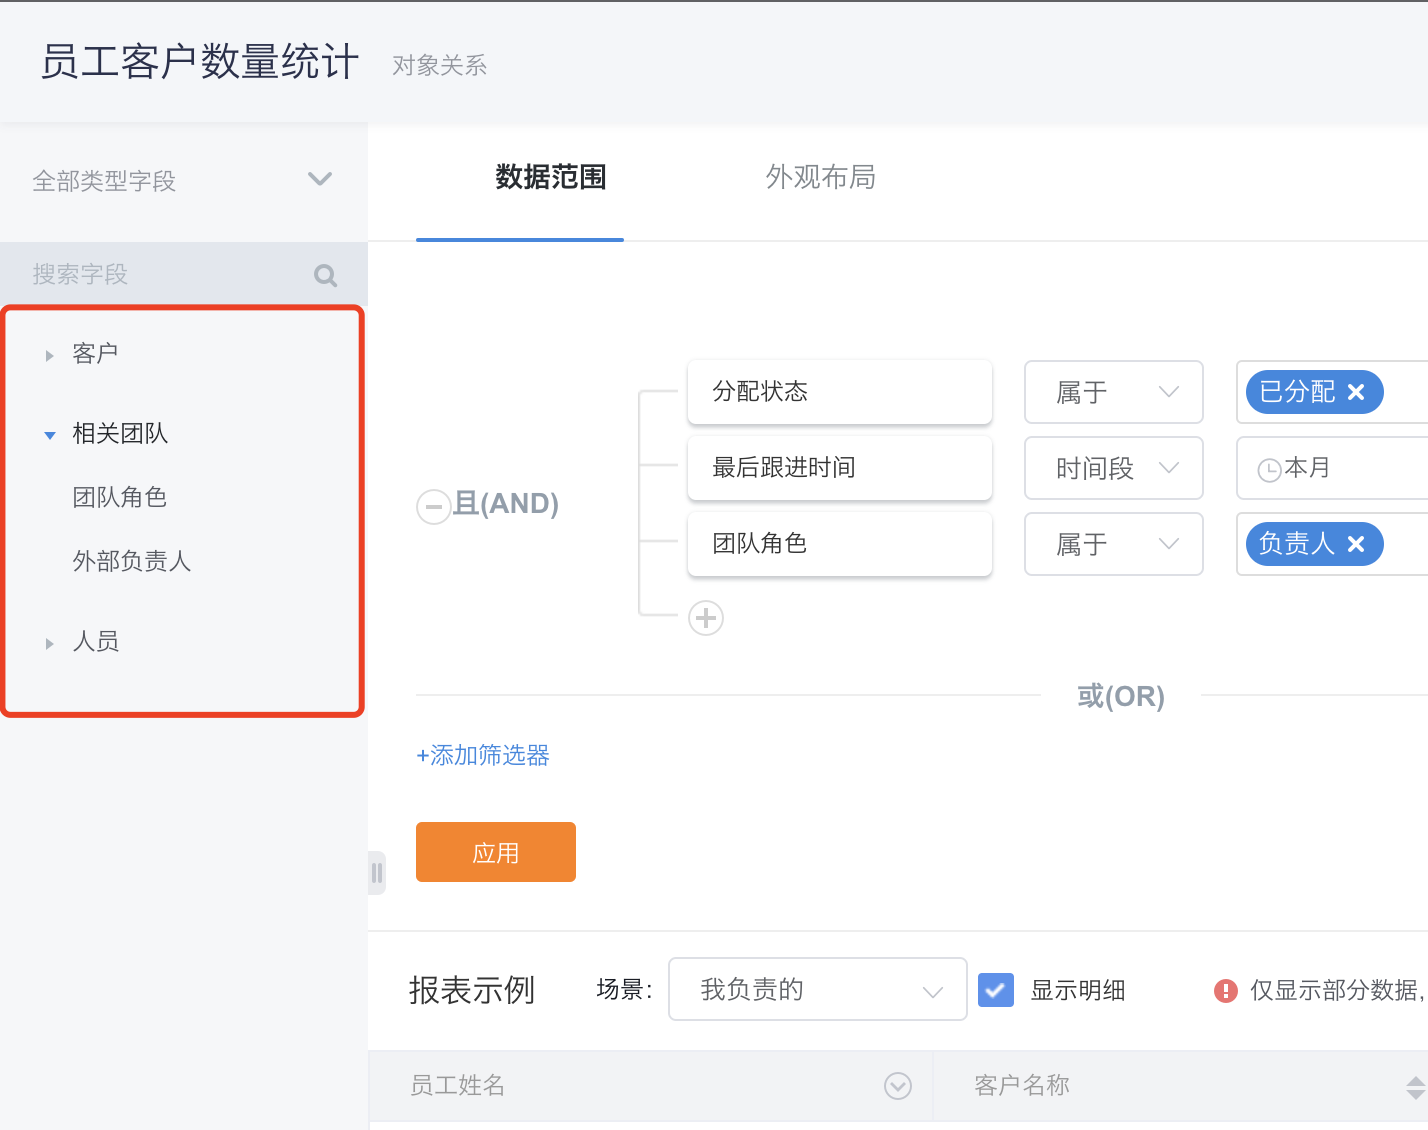 员工客户数量统计 对象关系
全部类型字段
数据范围 外观布局
搜索字段
客户
相关团队
团队角色
外部负责人
人员
且(AND)
分配状态 属于 已分配
最后跟进时间 时间段 本月
团队角色 属于 负责人
或(OR)
+添加筛选器
应用
报表示例 场景: 我负责的 显示明细 仅显示部分数据,
员工姓名 客户名称